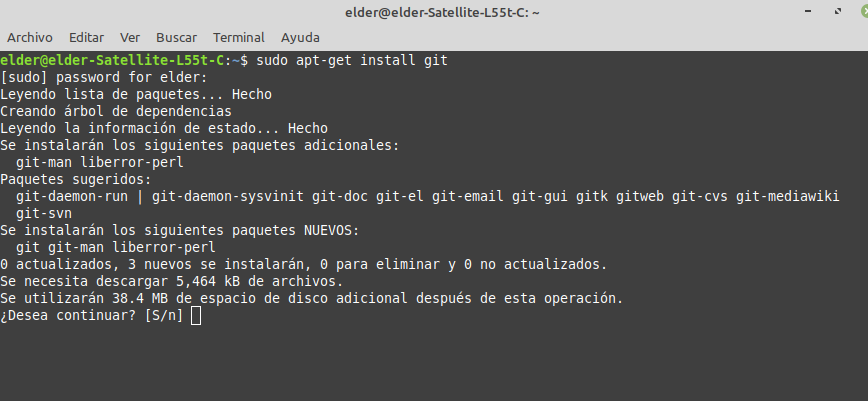 elder@elder-Satellite-L55t-C: ~
Archivo Editar Ver Buscar Terminal Ayuda
elder@elder-Satellite-L55t-C:~$ sudo apt-get install git
[sudo] password for elder:
Leyendo lista de paquetes... Hecho
Creando árbol de dependencias
Leyendo la información de estado... Hecho
Se instalarán los siguientes paquetes adicionales:
  git-man liberror-perl
Paquetes sugeridos:
  git-daemon-run | git-daemon-sysvinit git-doc git-el git-email git-gui gitk gitweb git-cvs git-mediawiki
  git-svn
Se instalarán los siguientes paquetes NUEVOS:
  git git-man liberror-perl
0 actualizados, 3 nuevos se instalarán, 0 para eliminar y 0 no actualizados.
Se necesita descargar 5,464 kB de archivos.
Se utilizarán 38.4 MB de espacio de disco adicional después de esta operación.
¿Desea continuar? [S/n]